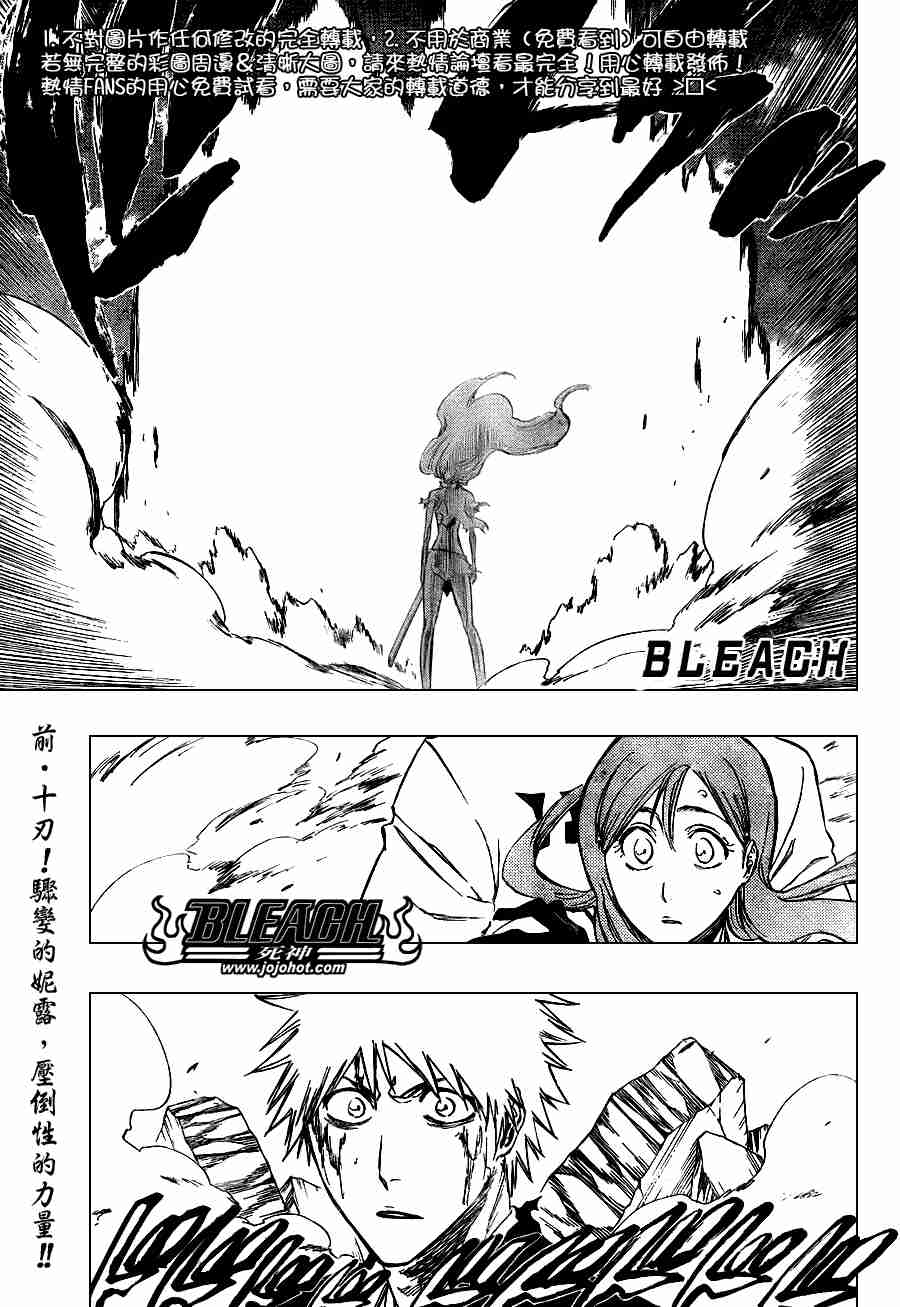 1. 不對圖片作任何修改的完全轉載，2. 不用於商業（免費看到）可自由轉載
若無完整的彩圖周漫&清晰大圖，請來熱情論壇看最完全！用心轉載發佈！
熱情FANS的用心免費試看，需要大家的轉載道德，才能分享到最好 >□<
BLEACH
前·十刃！驟變的妮露，壓倒性的力量!!
BLEACH
死神
www.jojohot.com